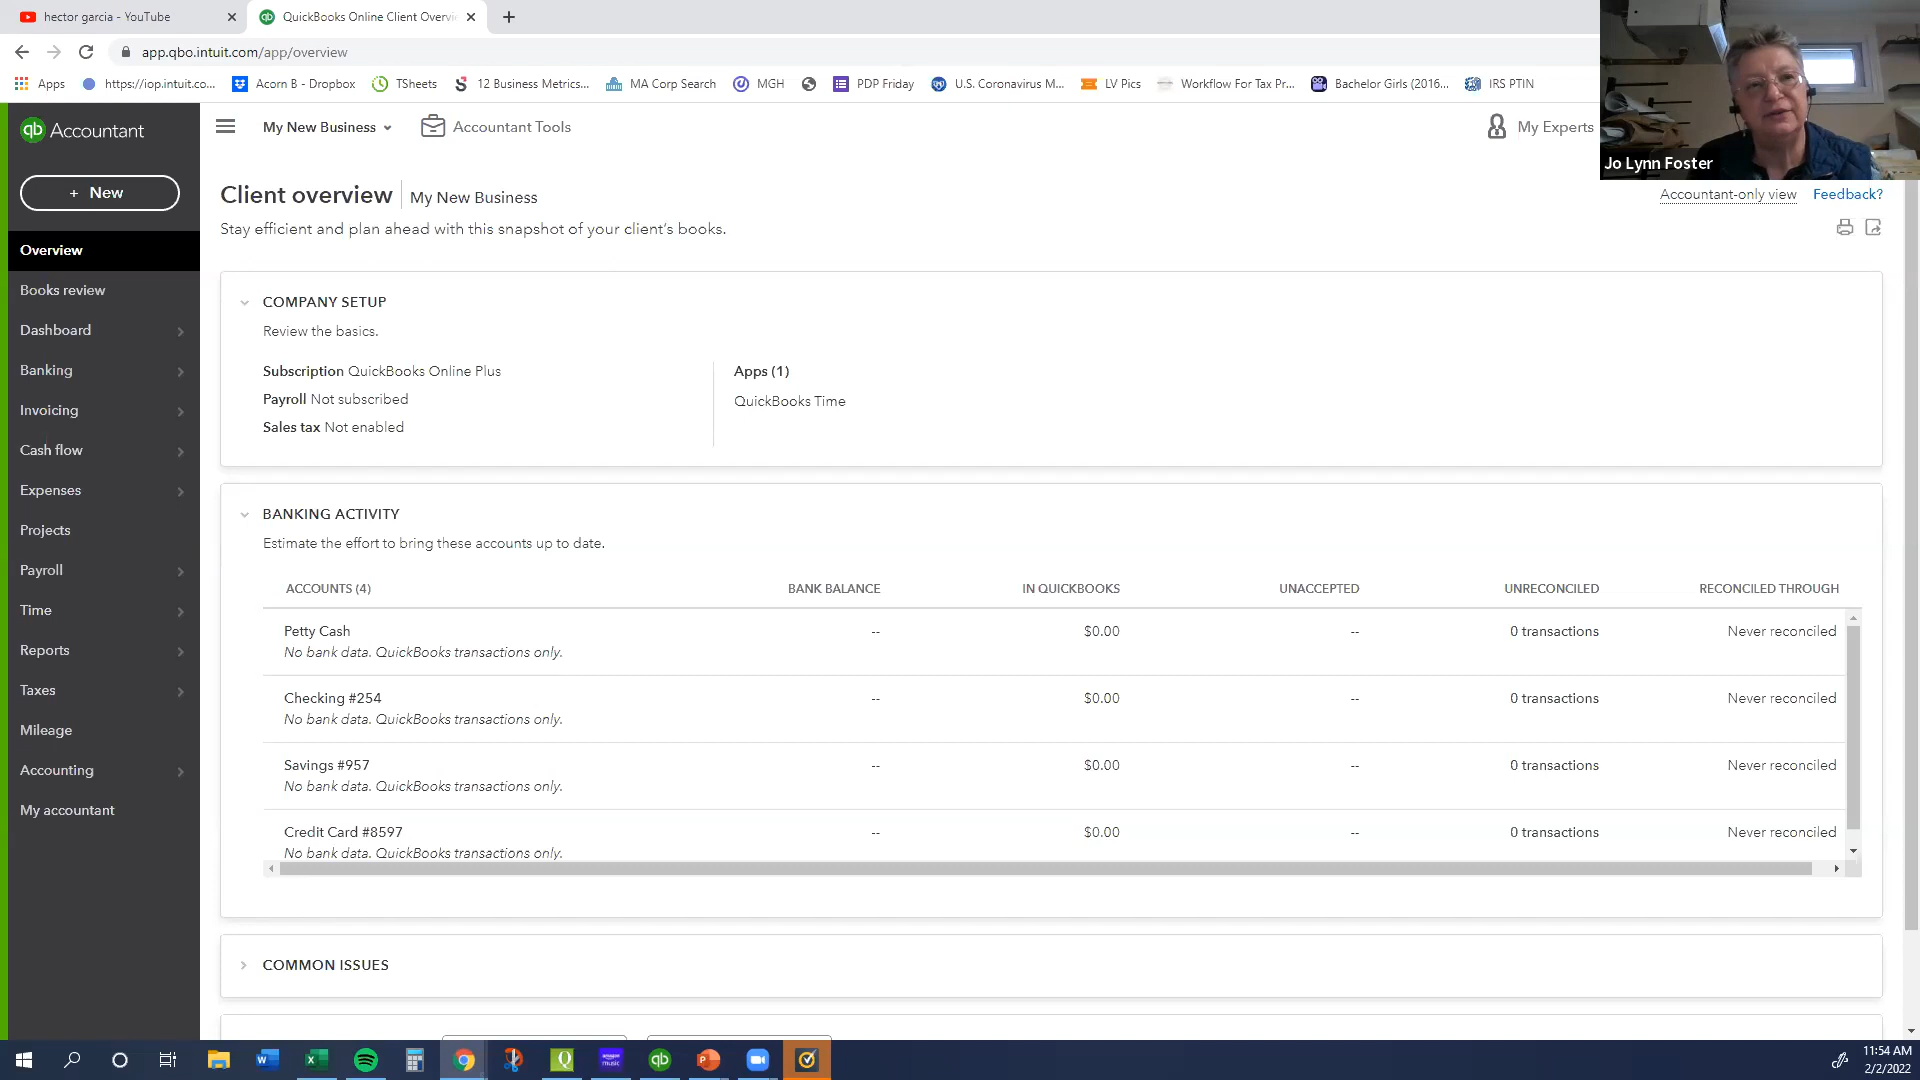 hector garcia - YouTube
QuickBooks Online Client Overvi
app.qbo.intuit.com/app/overview
Apps
https://iop.intuit.co...
Acorn B - Dropbox
TSheets
12 Business Metrics...
MA Corp Search
MGH
PDP Friday
U.S. Coronavirus M...
LV Pics
Workflow For Tax Pr...
Bachelor Girls (2016...
IRS PTIN
qb Accountant
My New Business
Accountant Tools
My Experts
Jo Lynn Foster
+ New
Client overview
My New Business
Accountant-only view
Feedback?
Stay efficient and plan ahead with this snapshot of your client's books.
Overview
Books review
Dashboard
Banking
Invoicing
Cash flow
Expenses
Projects
Payroll
Time
Reports
Taxes
Mileage
Accounting
My accountant
COMPANY SETUP
Review the basics.
Subscription QuickBooks Online Plus
Payroll Not subscribed
Sales tax Not enabled
Apps (1)
QuickBooks Time
BANKING ACTIVITY
Estimate the effort to bring these accounts up to date.
ACCOUNTS (4) BANK BALANCE IN QUICKBOOKS UNACCEPTED UNRECONCILED RECONCILED THROUGH
Petty Cash -- $0.00 -- 0 transactions Never reconciled
No bank data. QuickBooks transactions only.
Checking #254 -- $0.00 -- 0 transactions Never reconciled
No bank data. QuickBooks transactions only.
Savings #957 -- $0.00 -- 0 transactions Never reconciled
No bank data. QuickBooks transactions only.
Credit Card #8597 -- $0.00 -- 0 transactions Never reconciled
No bank data. QuickBooks transactions only.
COMMON ISSUES
11:54 AM
2/2/2022